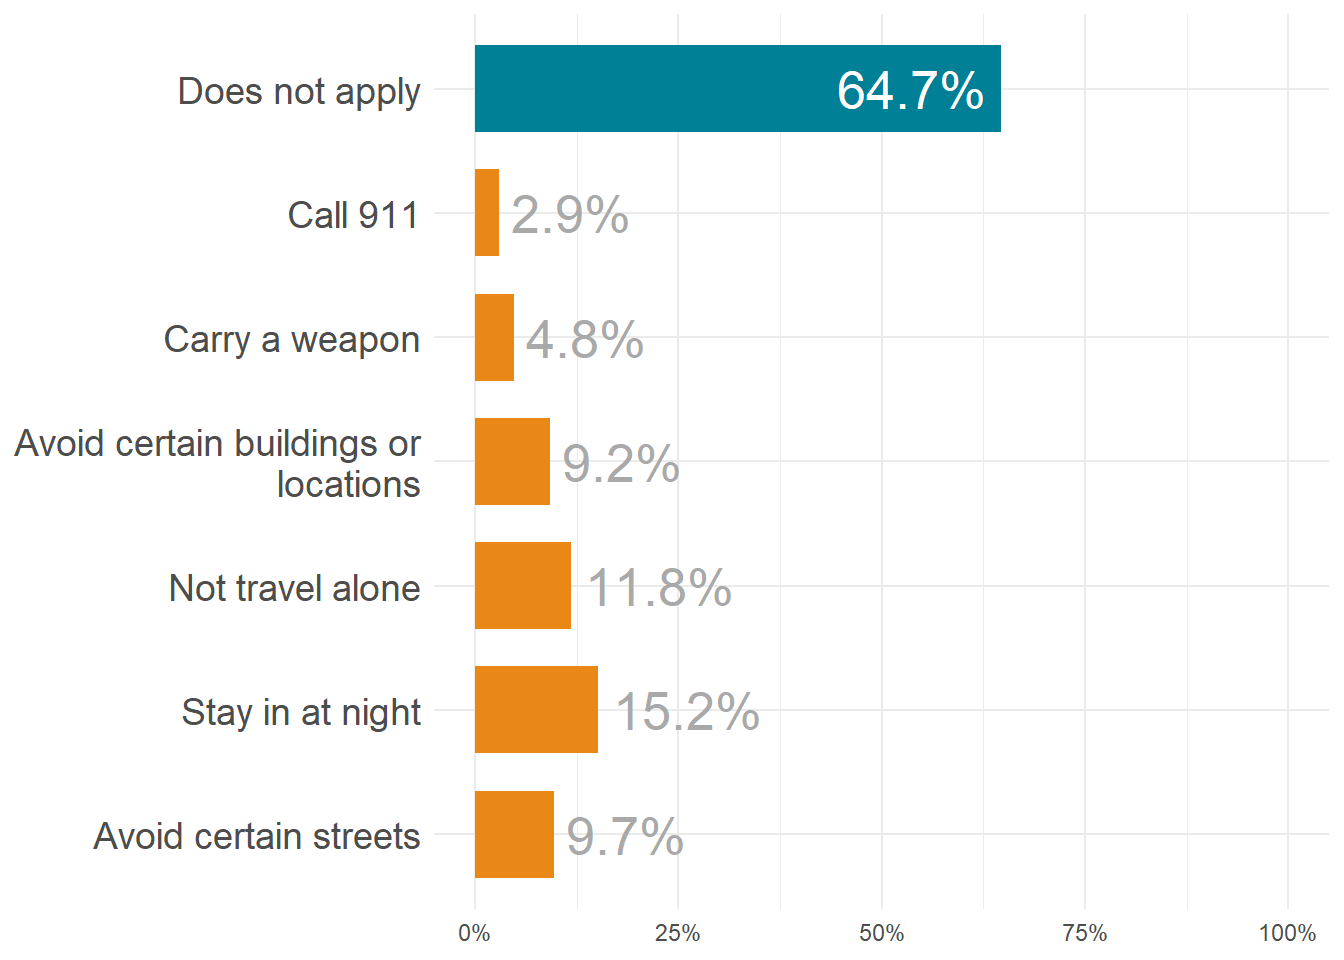 Does not apply
64.7%
Call 911
2.9%
Carry a weapon
4.8%
Avoid certain buildings or
locations
9.2%
Not travel alone
11.8%
Stay in at night
15.2%
Avoid certain streets
9.7%
0% 25% 50% 75% 100%